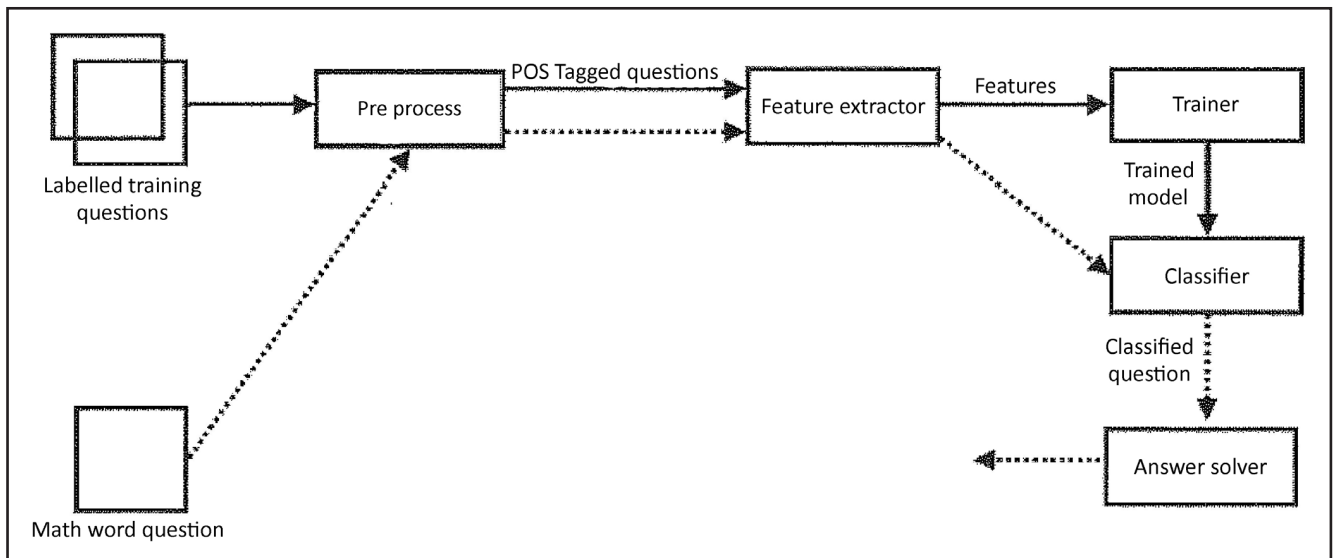 POS Tagged questions
Pre process
Feature extractor
Features
Trainer
Labelled training
questions
Trained
model
Classifier
Classified
question
Answer solver
Math word question